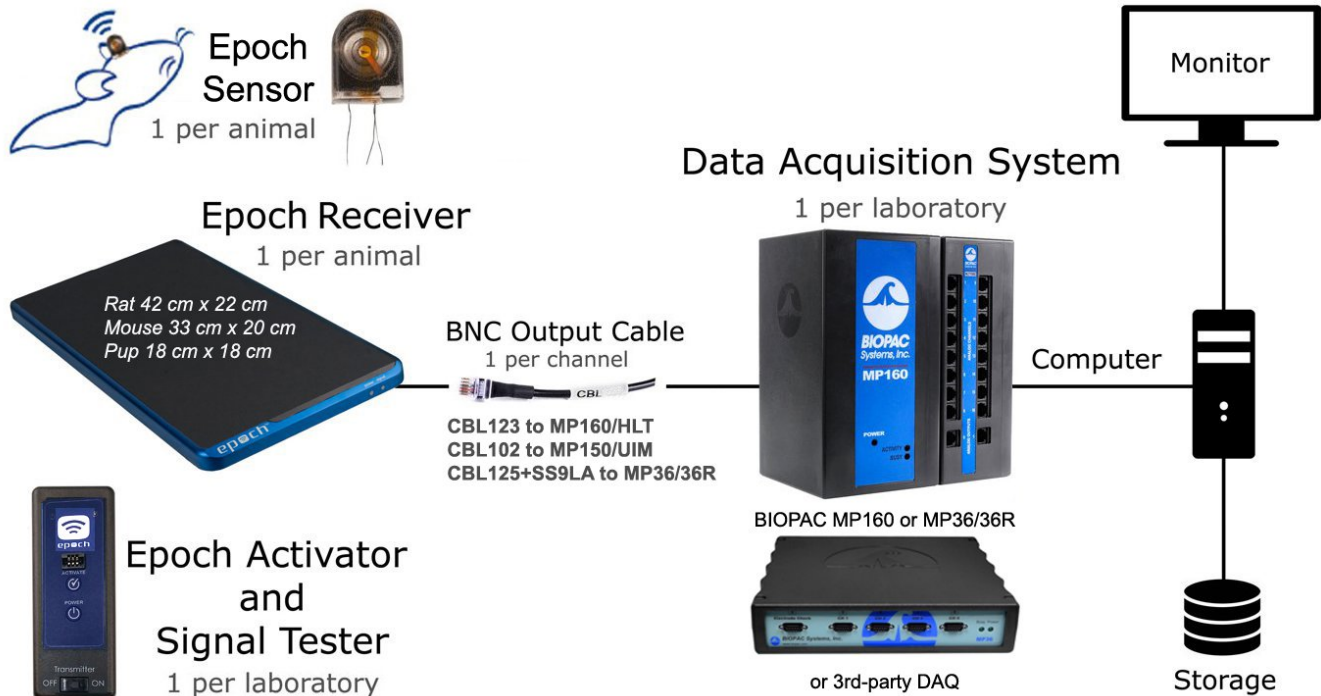 Epoch
Sensor
1 per animal
Monitor
Data Acquisition System
1 per laboratory
Epoch Receiver
1 per animal
Rat 42 cm x 22 cm
Mouse 33 cm x 20 cm
Pup 18 cm x 18 cm
epoch
BNC Output Cable
1 per channel
CBL
CBL123 to MP160/HLT
CBL102 to MP150/UIM
CBL125+SS9LA to MP36/36R
BIOPAC
Systems, Inc.
MP160
POWER
ACTIVITY
BUSY
BIOPAC
Computer
BIOPAC MP160 or MP36/36R
BIOPAC Systems, Inc.
MP36
or 3rd-party DAQ
epoch
ACTIVATE
POWER
Transmitter
OFF ON
Epoch Activator
and
Signal Tester
1 per laboratory
Storage